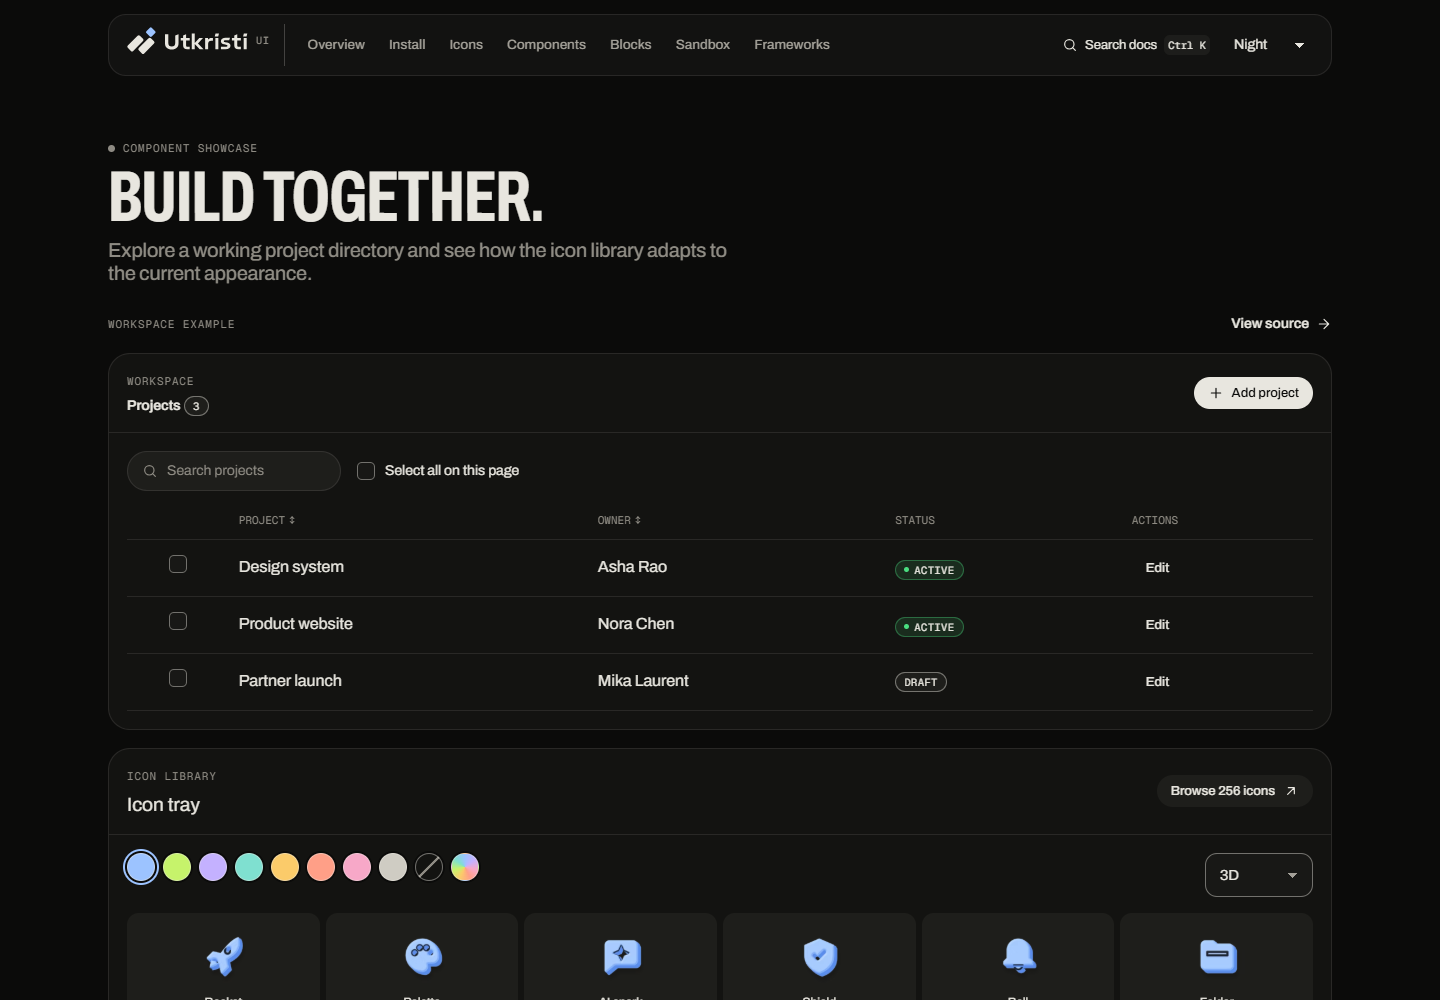 Utkristi UI
Overview Install Icons Components Blocks Sandbox Frameworks
Search docs Ctrl K Night
COMPONENT SHOWCASE
BUILD TOGETHER.
Explore a working project directory and see how the icon library adapts to
the current appearance.
WORKSPACE EXAMPLE
View source
WORKSPACE
Projects 3
Add project
Search projects
Select all on this page
PROJECT OWNER STATUS ACTIONS
Design system Asha Rao ACTIVE Edit
Product website Nora Chen ACTIVE Edit
Partner launch Mika Laurent DRAFT Edit
ICON LIBRARY
Icon tray
Browse 256 icons
3D